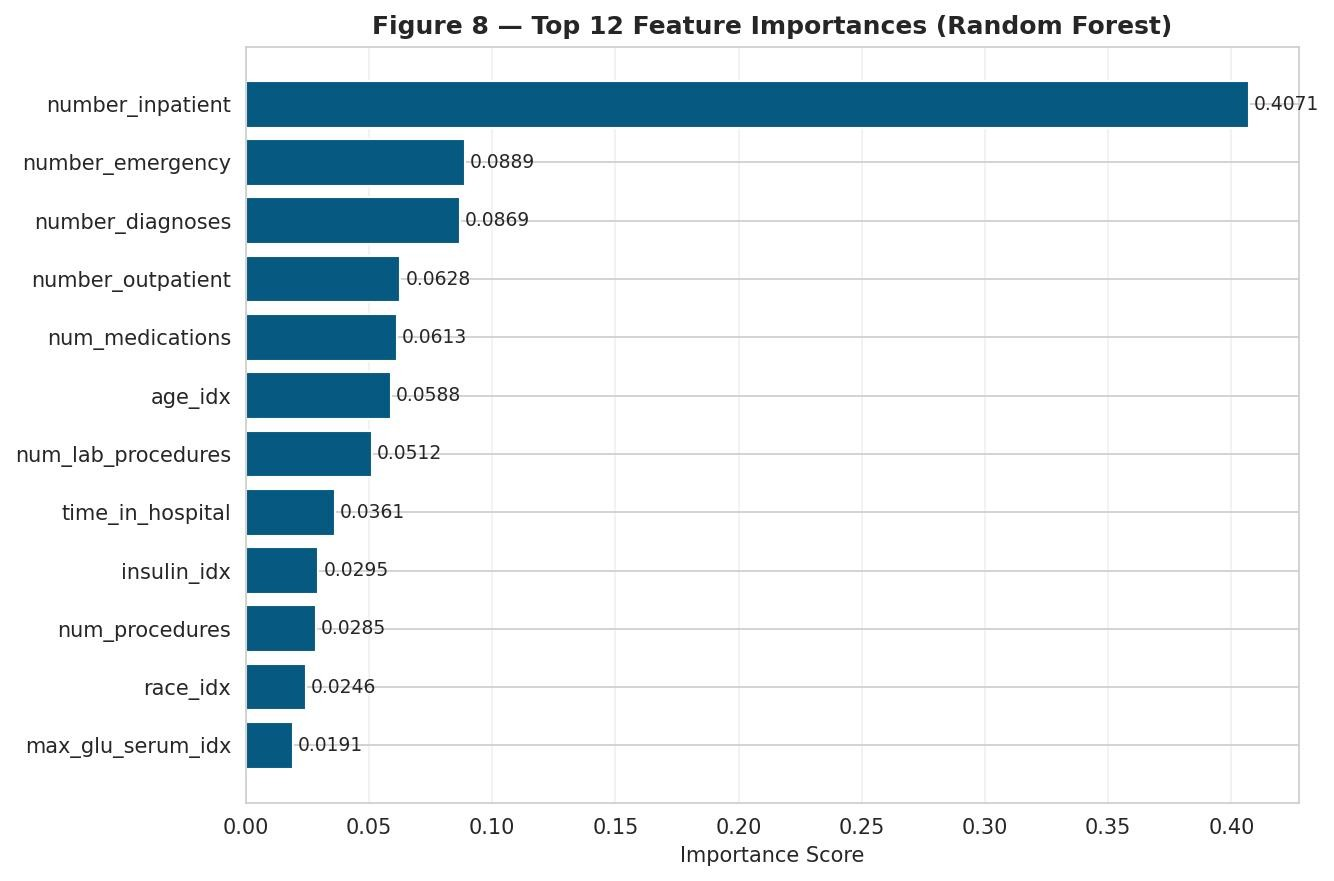 Figure 8 — Top 12 Feature Importances (Random Forest)
number_inpatient 0.4071
number_emergency 0.0889
number_diagnoses 0.0869
number_outpatient 0.0628
num_medications 0.0613
age_idx 0.0588
num_lab_procedures 0.0512
time_in_hospital 0.0361
insulin_idx 0.0295
num_procedures 0.0285
race_idx 0.0246
max_glu_serum_idx 0.0191
0.00 0.05 0.10 0.15 0.20 0.25 0.30 0.35 0.40
Importance Score